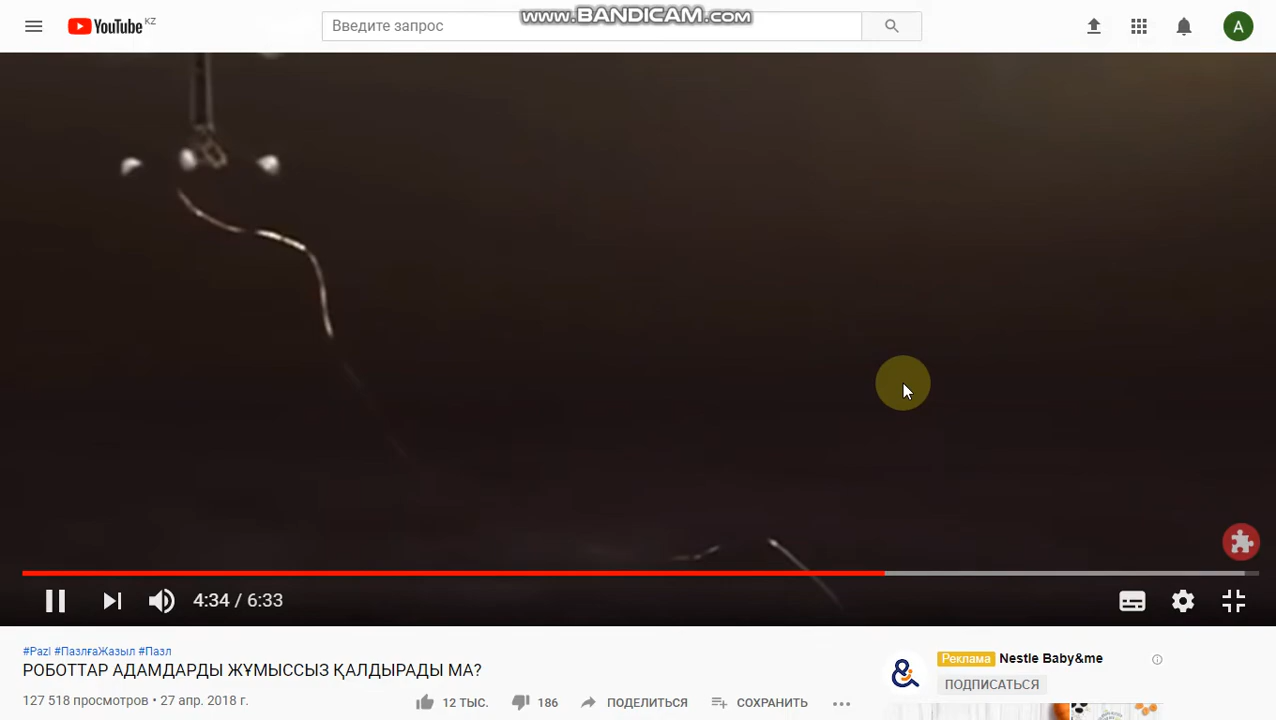 YouTube KZ
Введите запрос
www.BANDICAM.com
A
4:34 / 6:33
#Pazl #ПазлғаЖазыл #Пазл
РОБОТТАР АДАМДАРДЫ ЖҰМЫССЫЗ ҚАЛДЫРАДЫ МА?
127 518 просмотров • 27 апр. 2018 г.
12 ТЫС.
186
ПОДЕЛИТЬСЯ
СОХРАНИТЬ
Реклама Nestle Baby&me
ПОДПИСАТЬСЯ